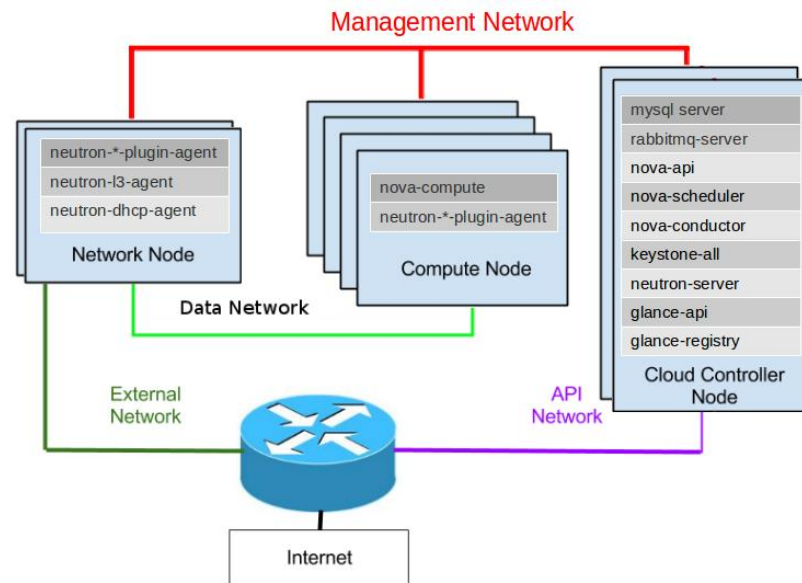 Management Network
neutron-*-plugin-agent
neutron-l3-agent
neutron-dhcp-agent
Network Node
nova-compute
neutron-*-plugin-agent
Compute Node
mysql server
rabbitmq-server
nova-api
nova-scheduler
nova-conductor
keystone-all
neutron-server
glance-api
glance-registry
Cloud Controller
Node
Data Network
External
Network
API
Network
Internet